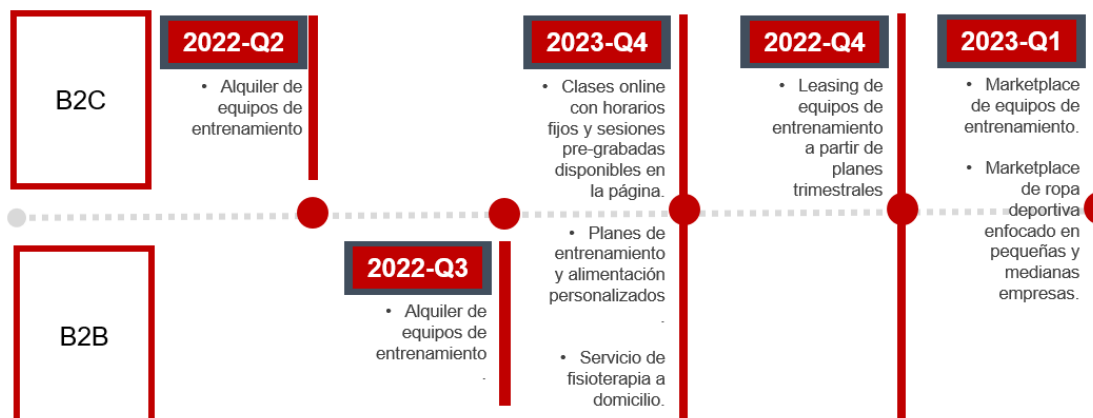 B2C
2022-Q2
• Alquiler de
equipos de
entrenamiento
2023-Q4
• Clases online
con horarios
fijos y sesiones
pre-grabadas
disponibles en
la página.
• Planes de
entrenamiento
y alimentación
personalizados
.
• Servicio de
fisioterapia a
domicilio.
2022-Q4
• Leasing de
equipos de
entrenamiento
a partir de
planes
trimestrales
2023-Q1
• Marketplace
de equipos de
entrenamiento.
• Marketplace
de ropa
deportiva
enfocado en
pequeñas y
medianas
empresas.
B2B
2022-Q3
• Alquiler de
equipos de
entrenamiento
.